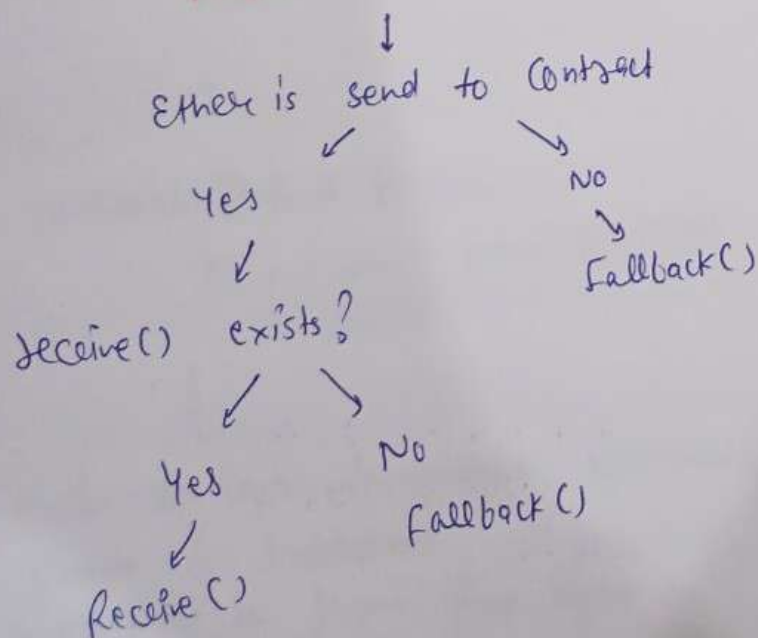 Ether is send to Contract
Yes
No
Fallback()
receive() exists?
Yes
No
Fallback()
Receive()